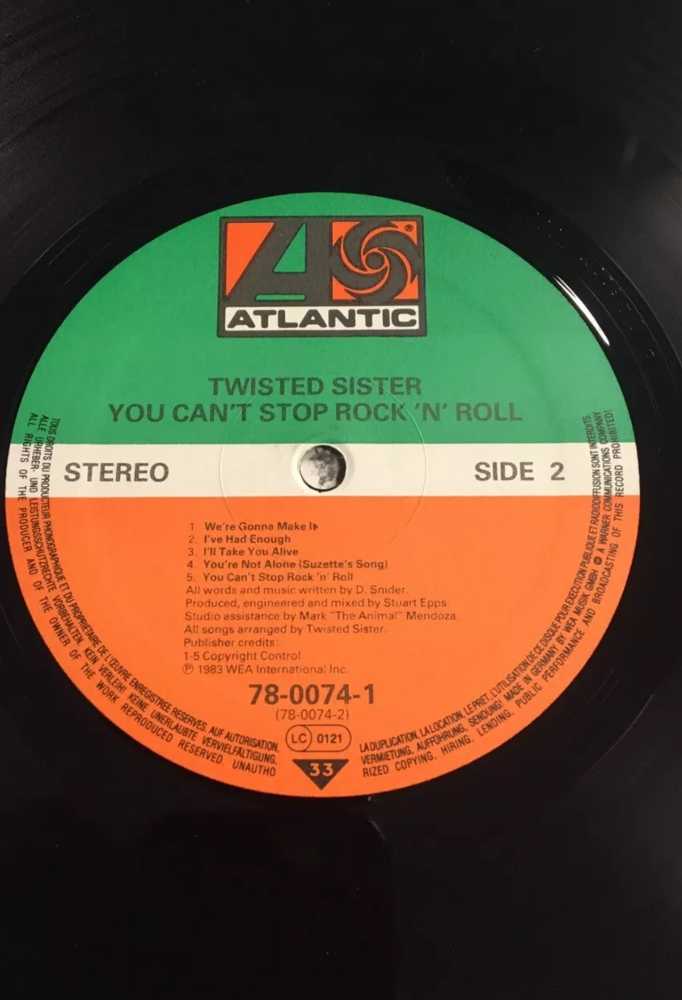 ATLANTIC
®
TWISTED SISTER
YOU CAN'T STOP ROCK 'N' ROLL
STEREO
SIDE 2
1 We're Gonna Make It
2. I've Had Enough
3. I'll Take You Alive
4. You're Not Alone (Suzette's Song)
5. You Can't Stop Rock 'n' Roll
All words and music written by D. Snider.
Produced, engineered and mixed by Stuart Epps.
Studio assistance by Mark "The Animal" Mendoza.
All songs arranged by Twisted Sister.
Publisher credits:
1-5 Copyright Control
℗ 1983 WEA International Inc.
78-0074-1
(78-0074-2)
LC 0121
33
TOUS DROITS DU PRODUCTEUR PHONOGRAPHIQUE ET DU PROPRIETAIRE DE L'ŒUVRE ENREGISTREE RESERVES. SAUF AUTORISATION, LA DUPLICATION, LA LOCATION, LE PRET, L'UTILISATION DE CE DISQUE POUR EXECUTION PUBLIQUE ET RADIODIFFUSION SONT INTERDITS.
ALLE URHEBER- UND LEISTUNGSSCHUTZRECHTE VORBEHALTEN. KEIN VERLEIH! KEINE UNERLAUBTE VERVIELFÄLTIGUNG, VERMIETUNG, AUFFÜHRUNG, SENDUNG! MADE IN GERMANY BY WEA MUSIK GMBH A WARNER COMMUNICATIONS COMPANY
ALL RIGHTS OF THE PRODUCER AND OF THE OWNER OF THE WORK REPRODUCED RESERVED UNAUTHORIZED COPYING, HIRING, LENDING, PUBLIC PERFORMANCE AND BROADCASTING OF THIS RECORD PROHIBITED!